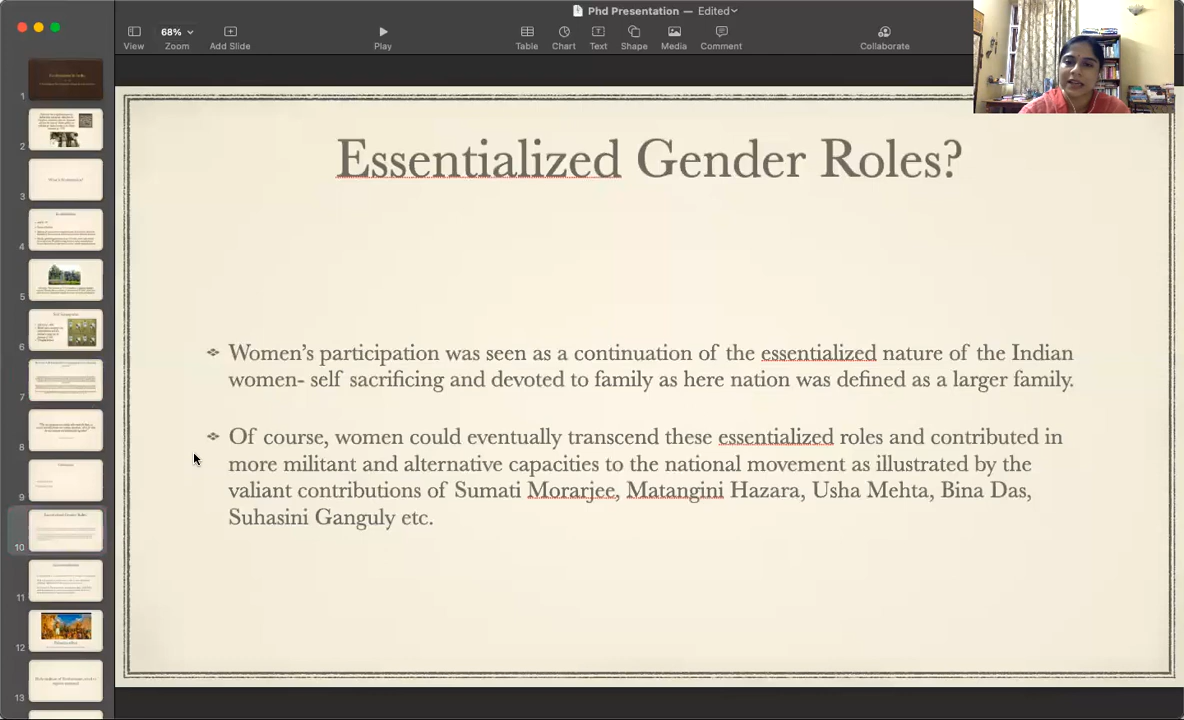 Phd Presentation — Edited
68%
View
Zoom
Add Slide
Play
Table
Chart
Text
Shape
Media
Comment
Collaborate
1
2
3
4
5
6
7
8
9
10
11
12
13
Essentialized Gender Roles?
Women's participation was seen as a continuation of the essentialized nature of the Indian
women- self sacrificing and devoted to family as here nation was defined as a larger family.
Of course, women could eventually transcend these essentialized roles and contributed in
more militant and alternative capacities to the national movement as illustrated by the
valiant contributions of Sumati Morarjee, Matangini Hazara, Usha Mehta, Bina Das,
Suhasini Ganguly etc.